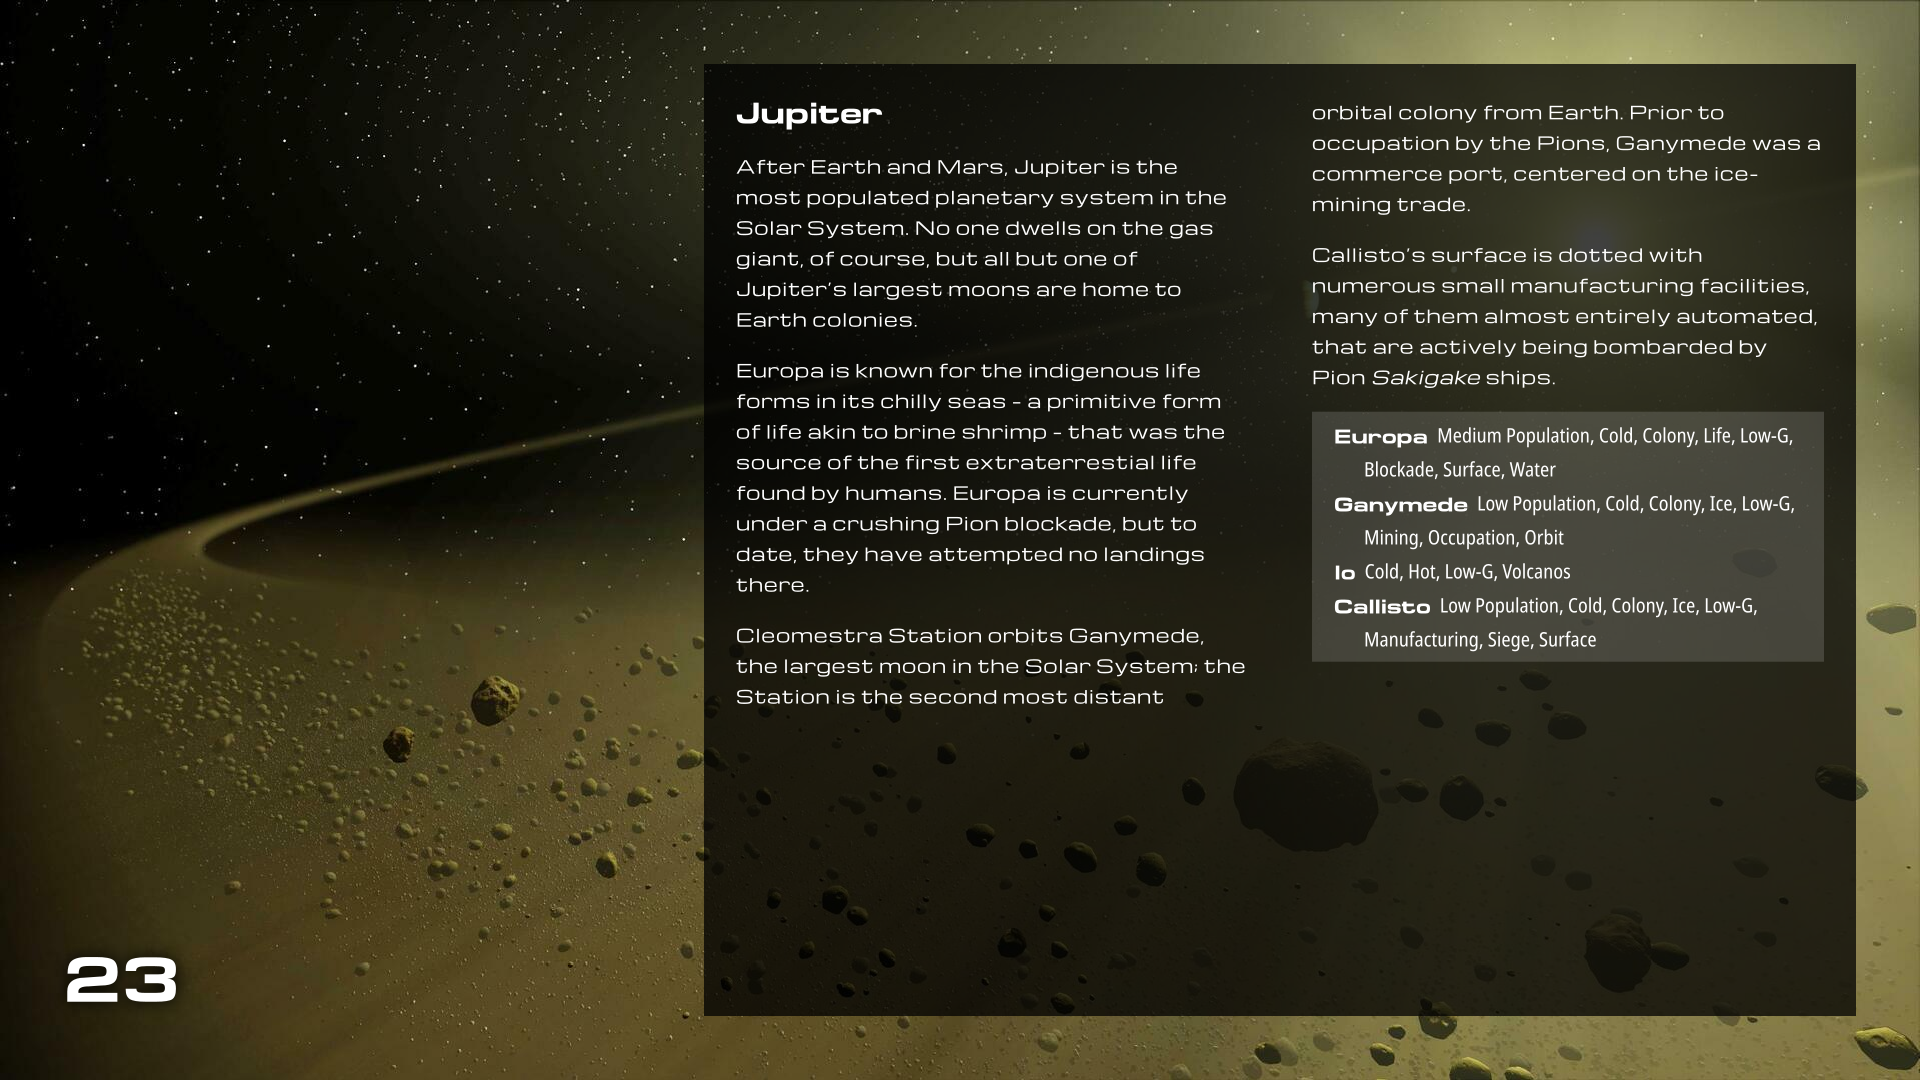 Jupiter
After Earth and Mars, Jupiter is the
most populated planetary system in the
Solar System. No one dwells on the gas
giant, of course, but all but one of
Jupiter's largest moons are home to
Earth colonies.
Europa is known for the indigenous life
forms in its chilly seas - a primitive form
of life akin to brine shrimp - that was the
source of the first extraterrestial life
found by humans. Europa is currently
under a crushing Pion blockade, but to
date, they have attempted no landings
there.
Cleomestra Station orbits Ganymede,
the largest moon in the Solar System; the
Station is the second most distant
orbital colony from Earth. Prior to
occupation by the Pions, Ganymede was a
commerce port, centered on the ice-
mining trade.
Callisto's surface is dotted with
numerous small manufacturing facilities,
many of them almost entirely automated,
that are actively being bombarded by
Pion Sakigake ships.
Europa Medium Population, Cold, Colony, Life, Low-G,
Blockade, Surface, Water
Ganymede Low Population, Cold, Colony, Ice, Low-G,
Mining, Occupation, Orbit
Io Cold, Hot, Low-G, Volcanos
Callisto Low Population, Cold, Colony, Ice, Low-G,
Manufacturing, Siege, Surface
23